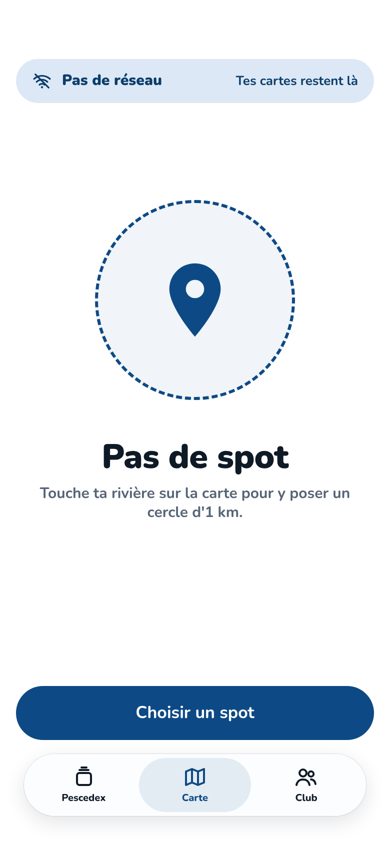 Pas de réseau
Tes cartes restent là
Pas de spot
Touche ta rivière sur la carte pour y poser un
cercle d'1 km.
Choisir un spot
Pescedex
Carte
Club